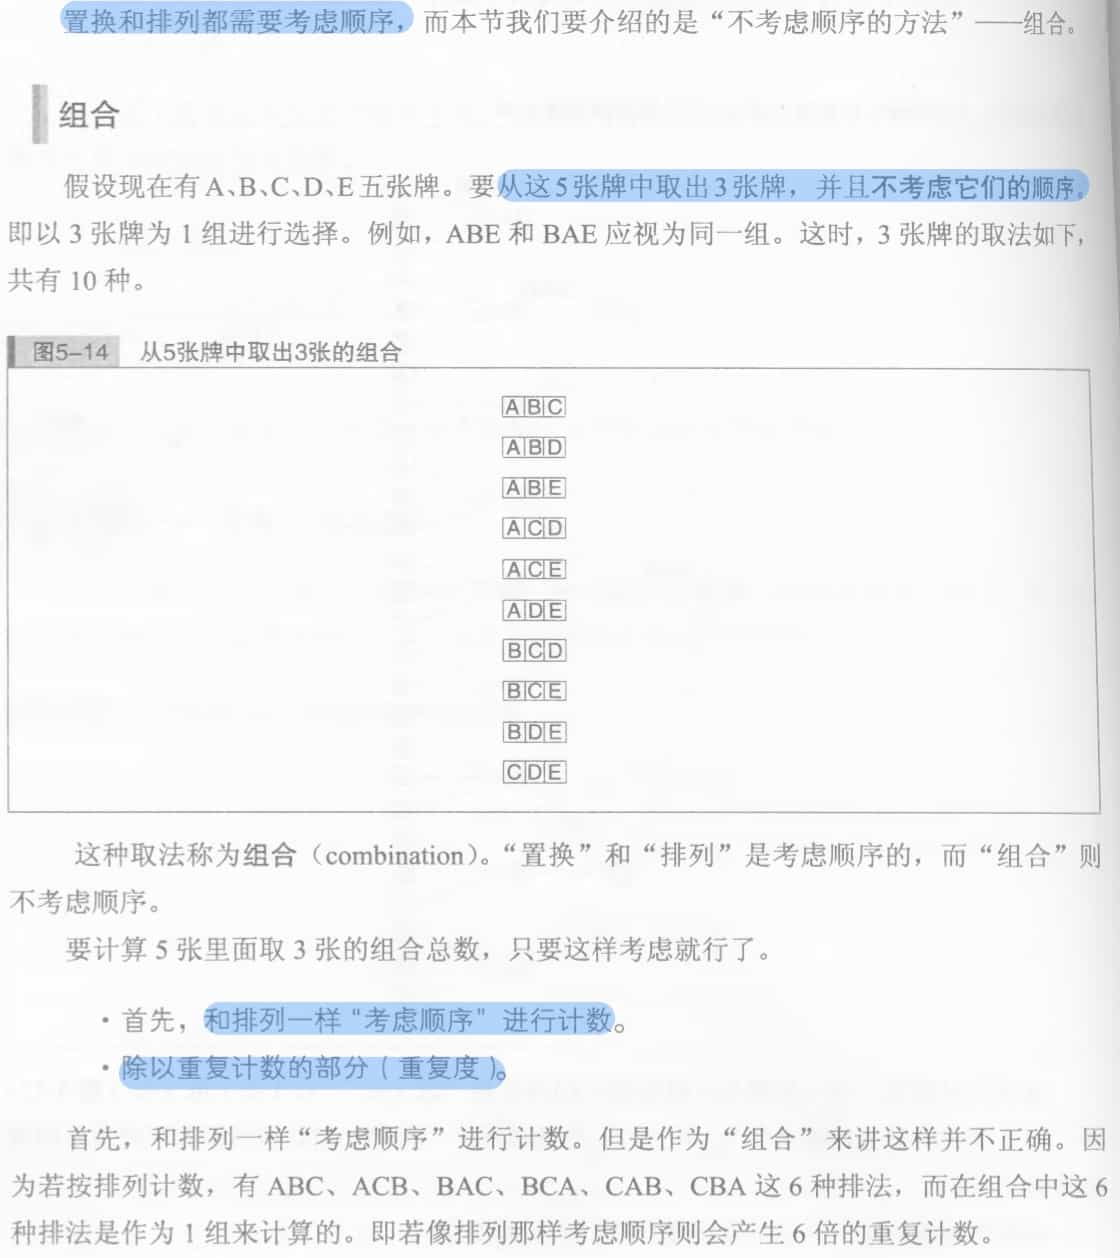 置换和排列都需要考虑顺序，而本节我们要介绍的是“不考虑顺序的方法”——组合。
组合
假设现在有A、B、C、D、E五张牌。要从这5张牌中取出3张牌，并且不考虑它们的顺序。
即以 3 张牌为 1 组进行选择。例如，ABE 和 BAE 应视为同一组。这时，3 张牌的取法如下，
共有 10 种。
图5-14 从5张牌中取出3张的组合
ABC
ABD
ABE
ACD
ACE
ADE
BCD
BCE
BDE
CDE
这种取法称为组合（combination）。“置换”和“排列”是考虑顺序的，而“组合”则
不考虑顺序。
要计算 5 张里面取 3 张的组合总数，只要这样考虑就行了。
·首先，和排列一样“考虑顺序”进行计数。
·除以重复计数的部分（重复度）。
首先，和排列一样“考虑顺序”进行计数。但是作为“组合”来讲这样并不正确。因
为若按排列计数，有 ABC、ACB、BAC、BCA、CAB、CBA 这 6 种排法，而在组合中这 6
种排法是作为 1 组来计算的。即若像排列那样考虑顺序则会产生 6 倍的重复计数。